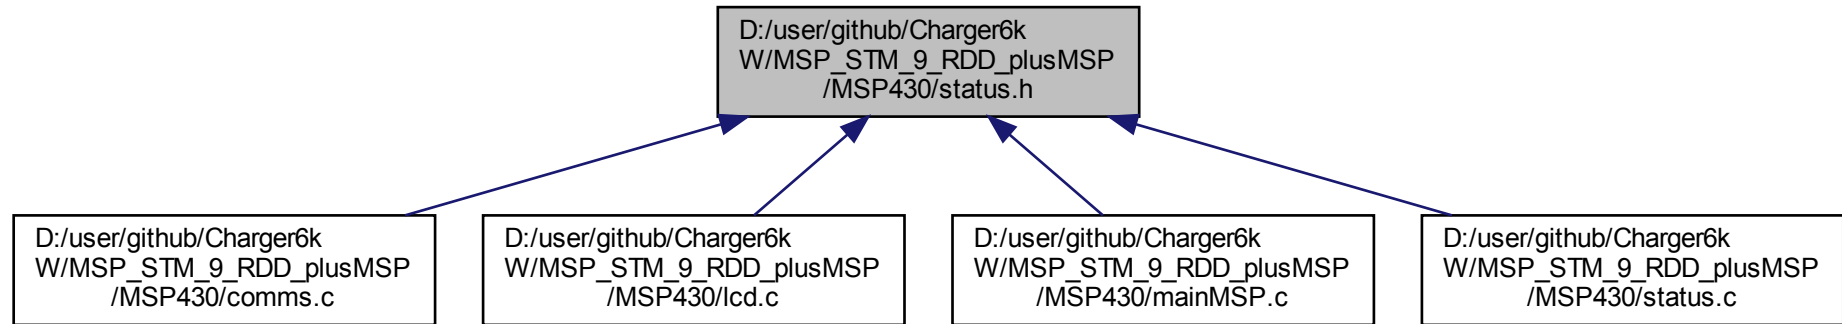 D:/user/github/Charger6k
W/MSP_STM_9_RDD_plusMSP
/MSP430/status.h
D:/user/github/Charger6k
W/MSP_STM_9_RDD_plusMSP
/MSP430/comms.c
D:/user/github/Charger6k
W/MSP_STM_9_RDD_plusMSP
/MSP430/lcd.c
D:/user/github/Charger6k
W/MSP_STM_9_RDD_plusMSP
/MSP430/mainMSP.c
D:/user/github/Charger6k
W/MSP_STM_9_RDD_plusMSP
/MSP430/status.c